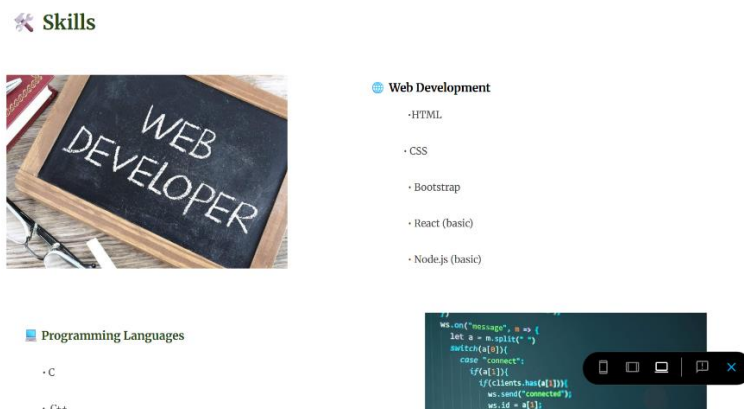 Skills
WEB
DEVELOPER
Web Development
•HTML
• CSS
• Bootstrap
• React (basic)
• Node.js (basic)
Programming Languages
• C
• C++
ws.on("message", m => {
let a = m.split(" ")
switch(a[0]){
case "connect":
if(a[1]){
if(clients.has(a[1])){
ws.send("connected");
ws.id = a[1];